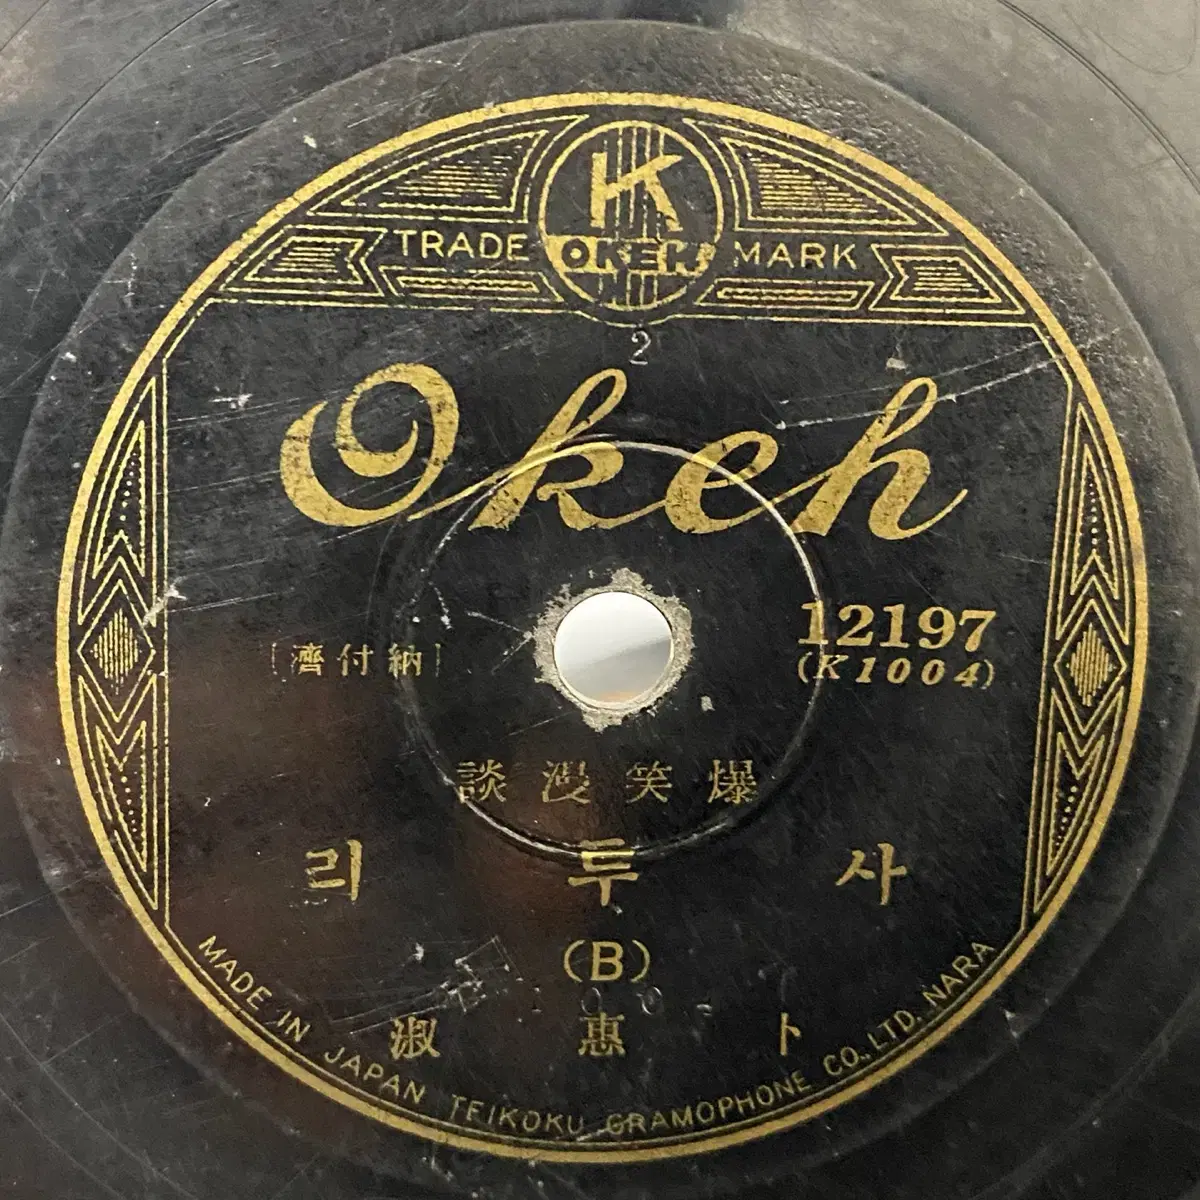 K
OKEH
TRADE MARK
2
Okeh
12197
(K1004)
[納付濟]
爆笑漫談
사두리
(B)
卜惠淑
MADE IN JAPAN TEIKOKU GRAMOPHONE CO., LTD. NARA